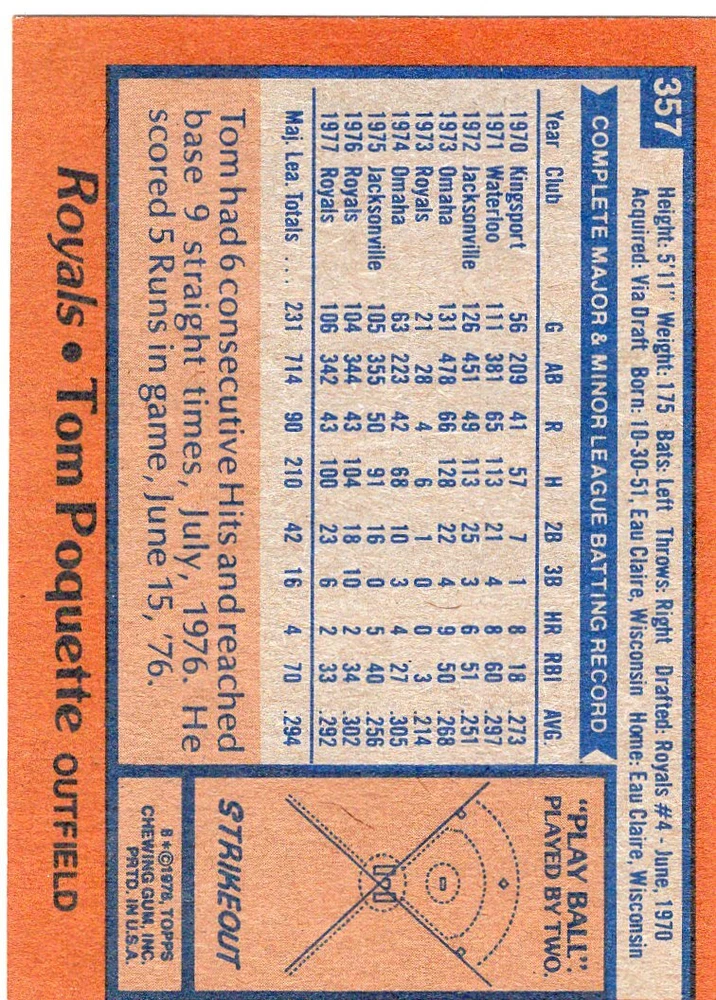 357
Height: 5'11" Weight: 175 Bats: Left Throws: Right Drafted: Royals #4 - June, 1970
Acquired: Via Draft Born: 10-30-51, Eau Claire, Wisconsin Home: Eau Claire, Wisconsin
COMPLETE MAJOR & MINOR LEAGUE BATTING RECORD
Year Club G AB R H 2B 3B HR RBI AVG.
1970 Kingsport 56 209 41 57 7 1 8 18 .273
1971 Waterloo 111 381 65 113 21 4 8 60 .297
1972 Jacksonville 126 451 49 113 25 3 6 51 .251
1973 Omaha 131 478 66 128 22 4 9 50 .268
1973 Royals 21 28 4 6 1 0 0 3 .214
1974 Omaha 63 223 42 68 10 3 4 27 .305
1975 Jacksonville 105 355 50 91 16 0 5 40 .256
1976 Royals 104 344 43 104 18 10 2 34 .302
1977 Royals 106 342 43 100 23 6 2 33 .292
Maj. Lea. Totals ... 231 714 90 210 42 16 4 70 .294
Tom had 6 consecutive Hits and reached
base 9 straight times, July, 1976. He
scored 5 Runs in game, June 15, '76.
"PLAY BALL":
PLAYED BY TWO.
STRIKEOUT
8*©1978, TOPPS
CHEWING GUM, INC.
PRTD. IN U.S.A.
Royals • Tom Poquette OUTFIELD